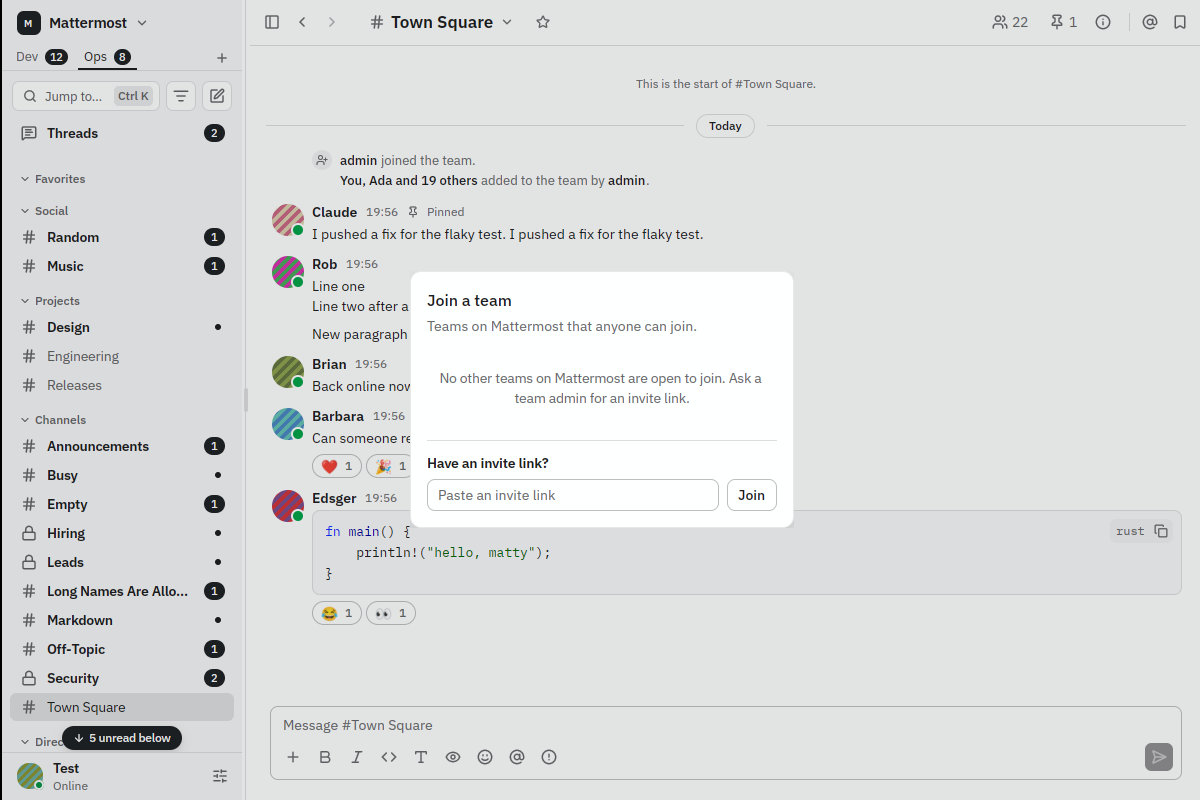 M Mattermost
Dev 12 Ops 8
Jump to... Ctrl K
Threads 2
Favorites
Social
Random 1
Music 1
Projects
Design
Engineering
Releases
Channels
Announcements 1
Busy
Empty 1
Hiring
Leads
Long Names Are Allo... 1
Markdown
Off-Topic 1
Security 2
Town Square
Direc
5 unread below
Test
Online
Town Square
22
1
This is the start of #Town Square.
Today
admin joined the team.
You, Ada and 19 others added to the team by admin.
Claude 19:56 Pinned
I pushed a fix for the flaky test. I pushed a fix for the flaky test.
Rob 19:56
Line one
Line two after a
New paragraph
Brian 19:56
Back online now
Barbara 19:56
Can someone re
1 1
Edsger 19:56
fn main() {
println!("hello, matty");
}
rust
1 1
Join a team
Teams on Mattermost that anyone can join.
No other teams on Mattermost are open to join. Ask a
team admin for an invite link.
Have an invite link?
Paste an invite link Join
Message #Town Square